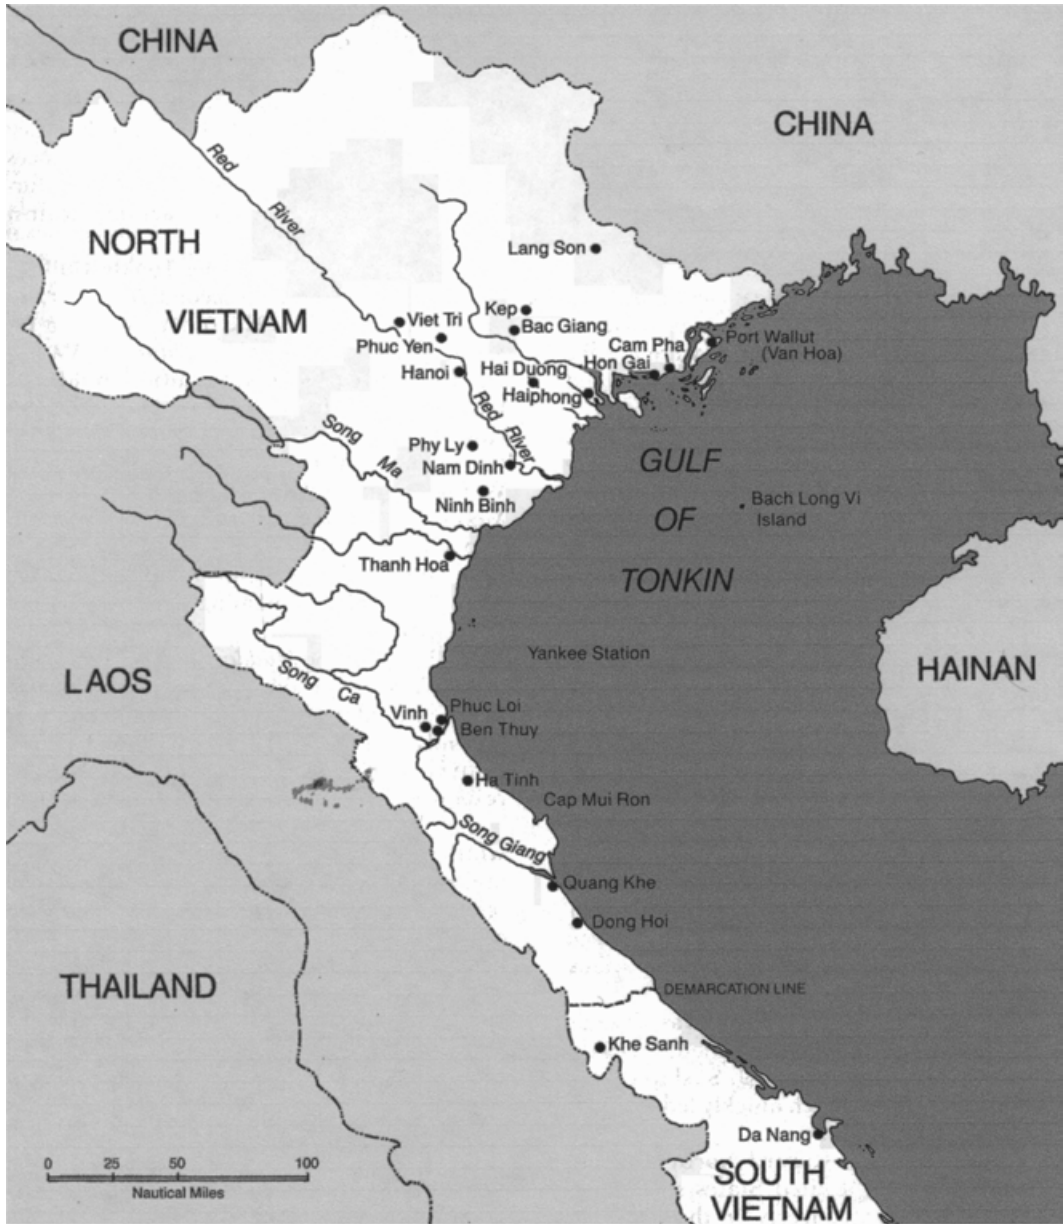 CHINA
CHINA
Red
River
NORTH
VIETNAM
Lang Son
Kep
Bac Giang
Viet Tri
Phuc Yen
Cam Pha
Port Wallut
(Van Hoa)
Hon Gai
Hai Duong
Hanoi
Haiphong
Red
River
Song
Ma
Phy Ly
Nam Dinh
Ninh Binh
GULF
OF
TONKIN
Bach Long Vi
Island
Thanh Hoa
Yankee Station
HAINAN
LAOS
Song
Ca
Phuc Loi
Vinh
Ben Thuy
Ha Tinh
Cap Mui Ron
Song Giang
Quang Khe
Dong Hoi
THAILAND
DEMARCATION LINE
Khe Sanh
Da Nang
SOUTH
VIETNAM
0 25 50 100
Nautical Miles